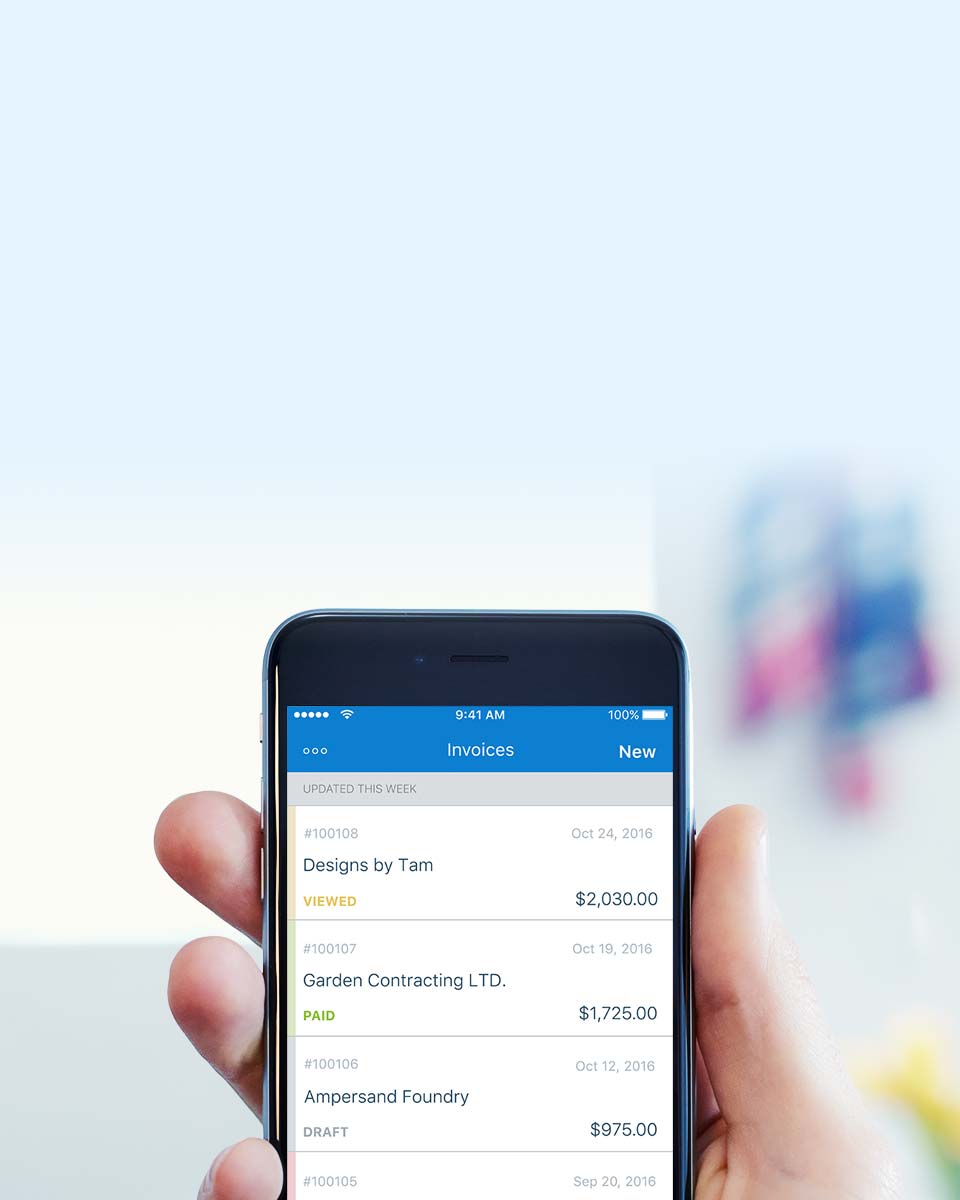 9:41 AM 100%
Invoices New
UPDATED THIS WEEK
#100108 Oct 24, 2016
Designs by Tam
VIEWED $2,030.00
#100107 Oct 19, 2016
Garden Contracting LTD.
PAID $1,725.00
#100106 Oct 12, 2016
Ampersand Foundry
DRAFT $975.00
#100105 Sep 20, 2016